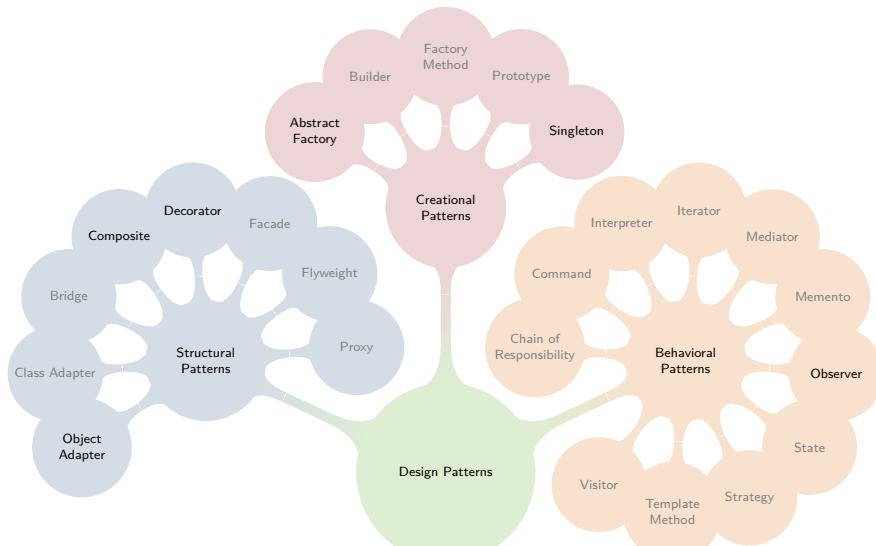 Factory
Method
Builder
Prototype
Abstract
Factory
Singleton
Creational
Patterns
Decorator
Composite
Facade
Bridge
Flyweight
Class Adapter
Proxy
Structural
Patterns
Object
Adapter
Iterator
Interpreter
Mediator
Command
Memento
Chain of
Responsibility
Behavioral
Patterns
Observer
State
Visitor
Strategy
Template
Method
Design Patterns